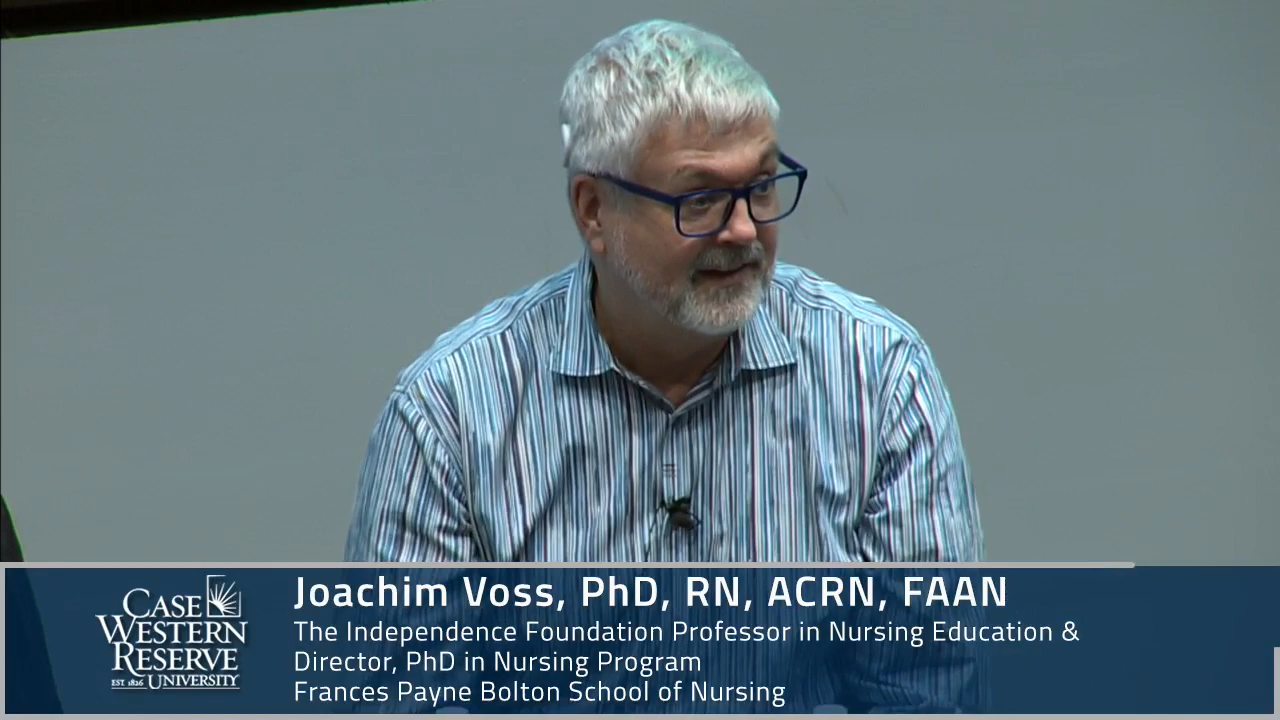 CASE
WESTERN
RESERVE
EST. 1826 UNIVERSITY
Joachim Voss, PhD, RN, ACRN, FAAN
The Independence Foundation Professor in Nursing Education &
Director, PhD in Nursing Program
Frances Payne Bolton School of Nursing